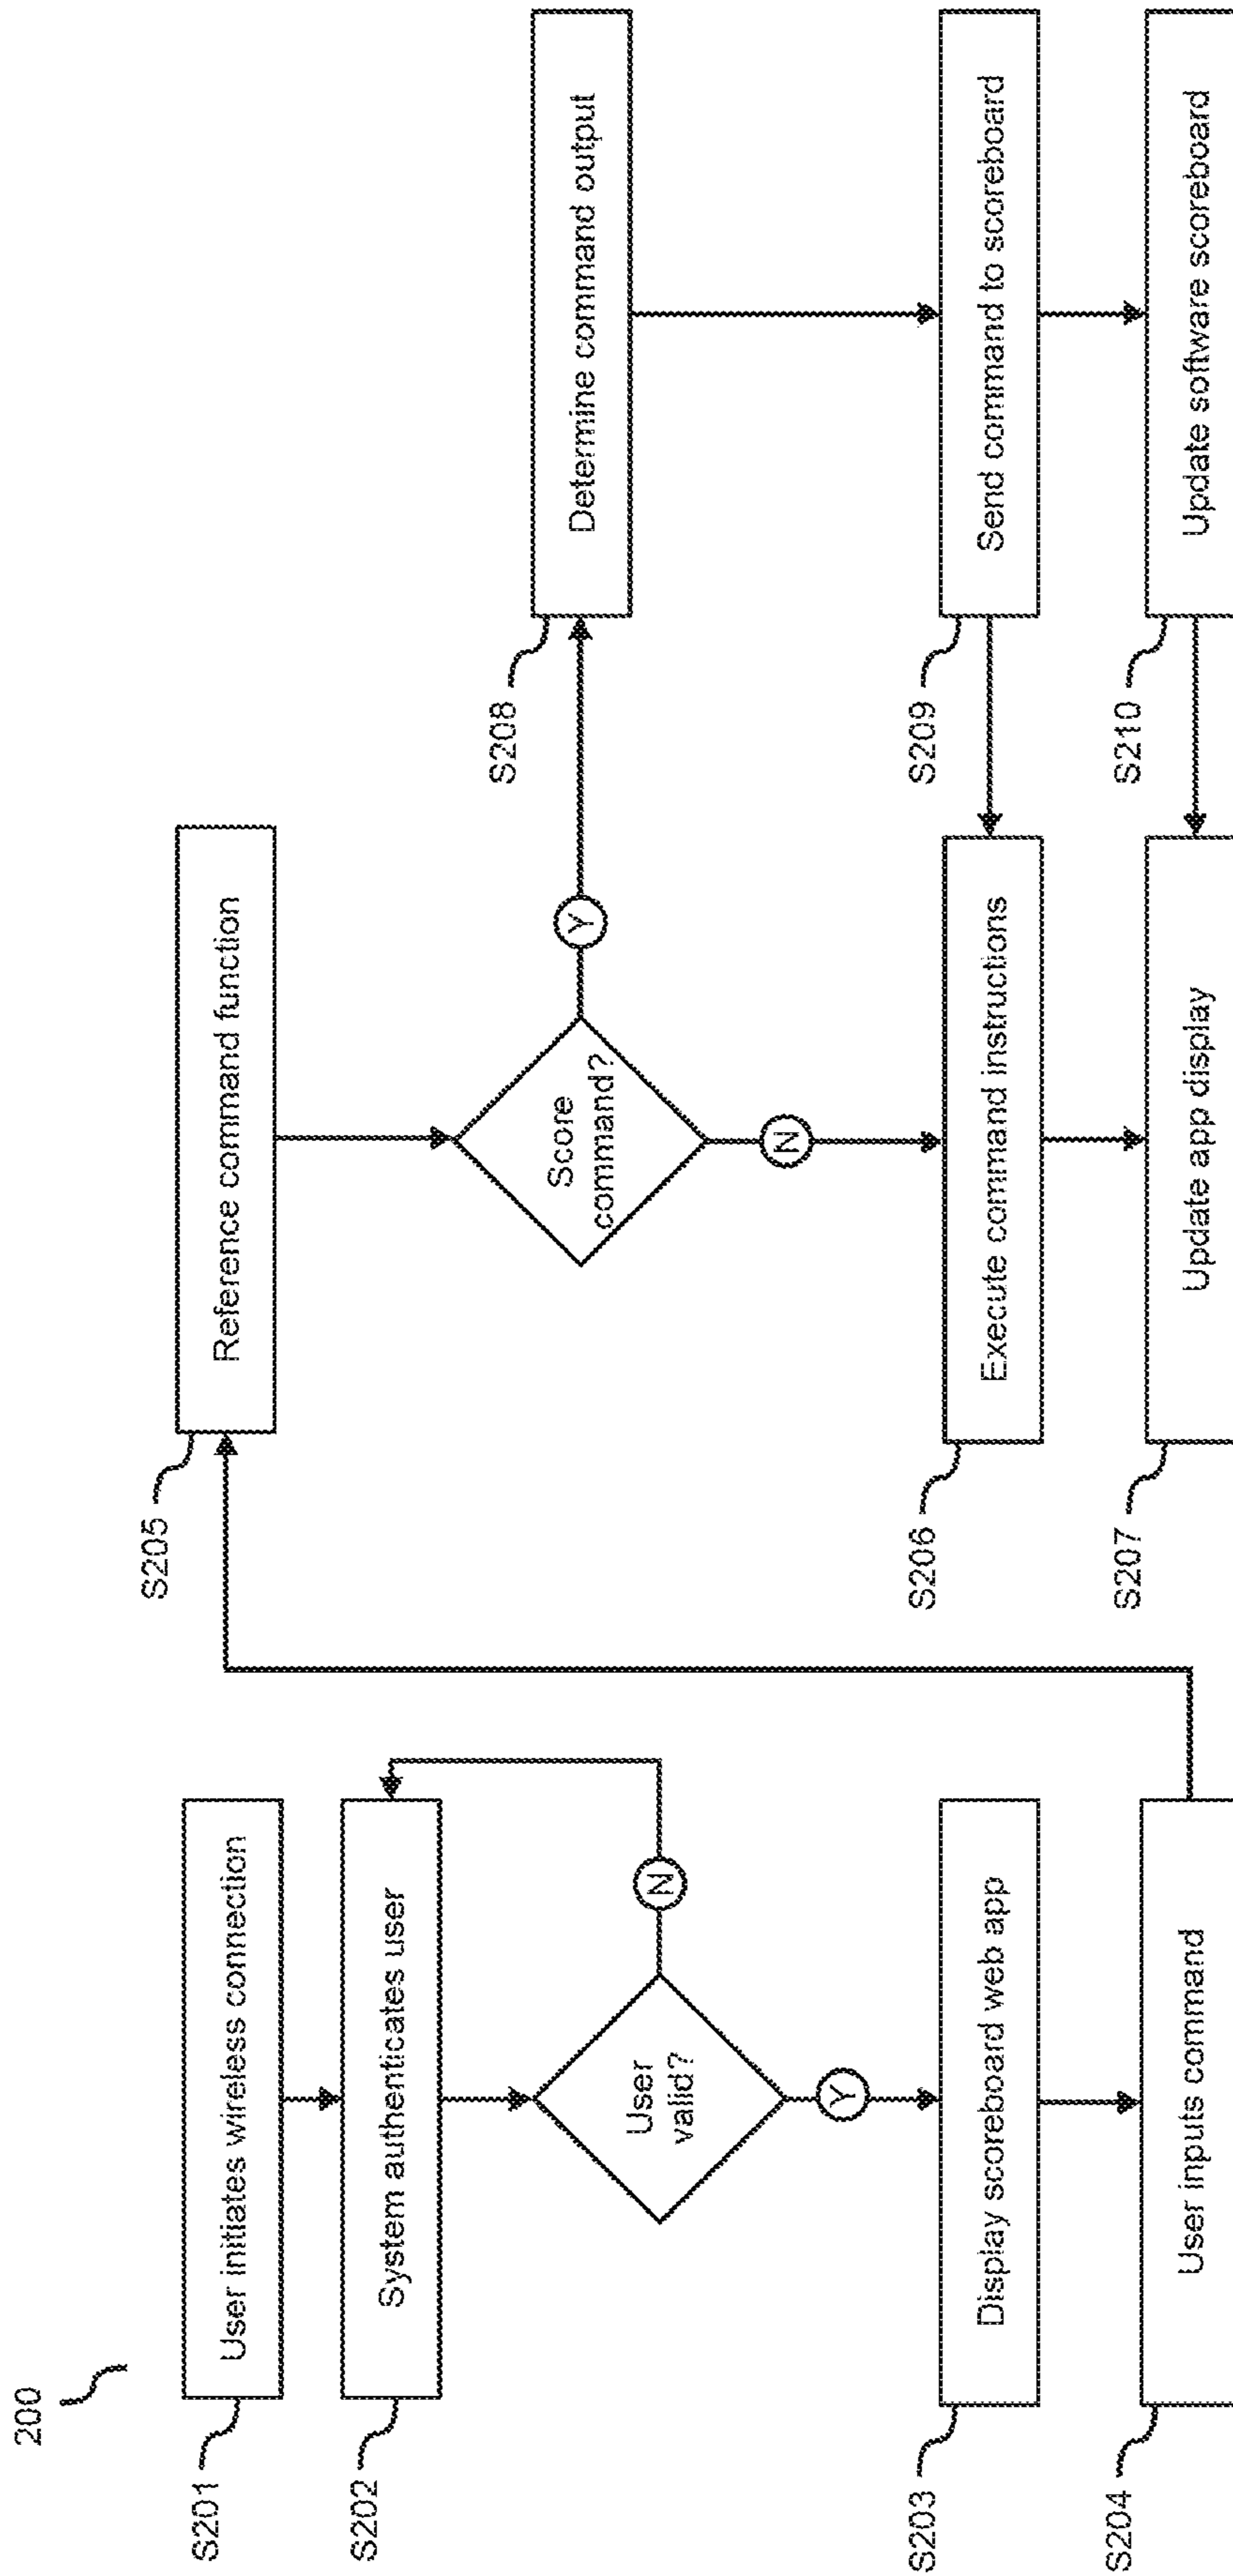 200
S201
User initiates wireless connection
S202
System authenticates user
User
valid?
N
Y
S203
Display scoreboard web app
S204
User inputs command
S205
Reference command function
Score
command?
Y
N
S206
Execute command instructions
S207
Update app display
S208
Determine command output
S209
Send command to scoreboard
S210
Update software scoreboard